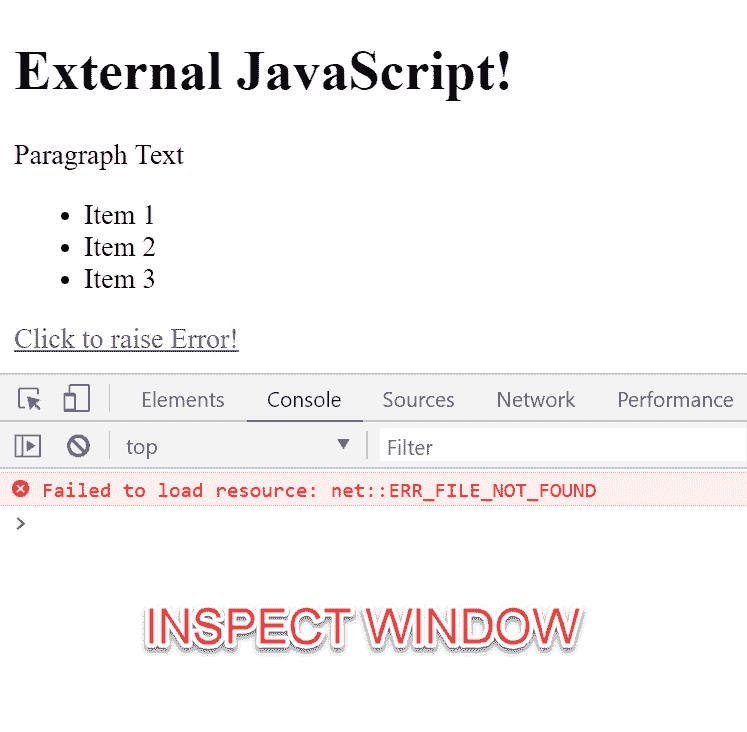 External JavaScript!
Paragraph Text
• Item 1
• Item 2
• Item 3
Click to raise Error!
Elements Console Sources Network Performance
top Filter
Failed to load resource: net::ERR_FILE_NOT_FOUND
>
INSPECT WINDOW